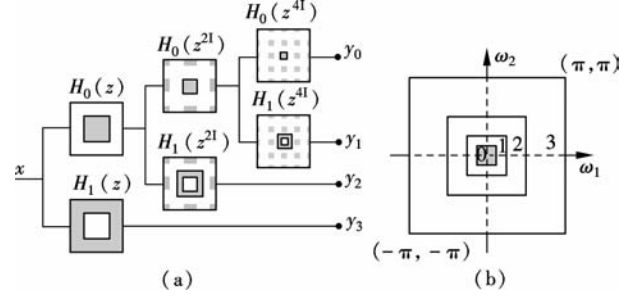 H₀(z⁴ᴵ)
H₀(z²ᴵ)
H₀(z)
y₀
H₁(z⁴ᴵ)
H₁(z²ᴵ)
y₁
x
H₁(z)
y₂
y₃
(a)
ω₂
(π,π)
0 1 2 3
ω₁
(-π, -π)
(b)